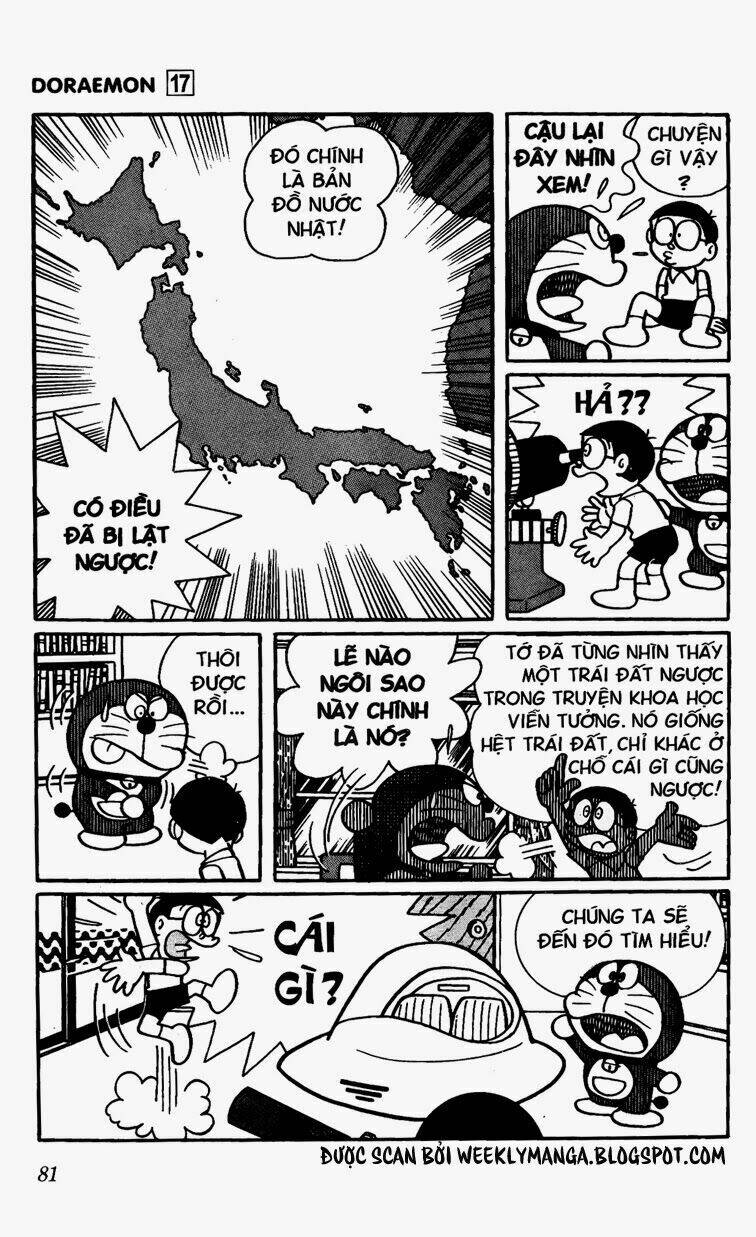 DORAEMON 17
CHUYỆN
GÌ VẬY
?
CẬU LẠI
ĐÂY NHÌN
XEM!
HẢ??
ĐÓ CHÍNH
LÀ BẢN
ĐỒ NƯỚC
NHẬT!
CÓ ĐIỀU
ĐÃ BỊ LẬT
NGƯỢC!
TỚ ĐÃ TỪNG NHÌN THẤY
MỘT TRÁI ĐẤT NGƯỢC
TRONG TRUYỆN KHOA HỌC
VIỄN TƯỞNG. NÓ GIỐNG
HỆT TRÁI ĐẤT, CHỈ KHÁC Ở
CHỖ CÁI GÌ CŨNG
NGƯỢC!
LẼ NÀO
NGÔI SAO
NÀY CHÍNH
LÀ NÓ?
THÔI
ĐƯỢC
RỒI...
CHÚNG TA SẼ
ĐẾN ĐÓ TÌM HIỂU!
CÁI
GÌ?
ĐƯỢC SCAN BỞI WEEKLYMANGA.BLOGSPOT.COM
81